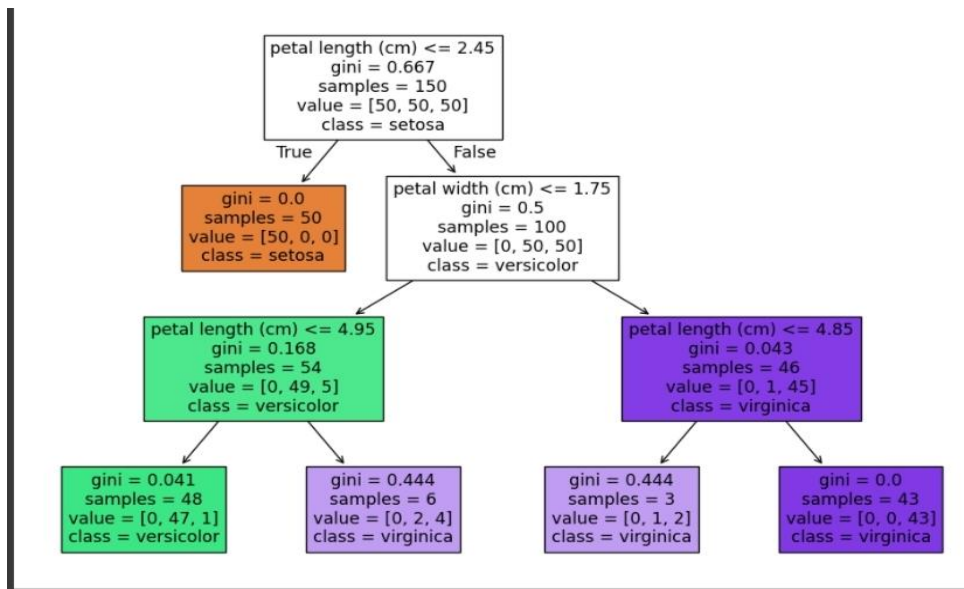 petal length (cm) <= 2.45
gini = 0.667
samples = 150
value = [50, 50, 50]
class = setosa
True
False
gini = 0.0
samples = 50
value = [50, 0, 0]
class = setosa
petal width (cm) <= 1.75
gini = 0.5
samples = 100
value = [0, 50, 50]
class = versicolor
petal length (cm) <= 4.95
gini = 0.168
samples = 54
value = [0, 49, 5]
class = versicolor
petal length (cm) <= 4.85
gini = 0.043
samples = 46
value = [0, 1, 45]
class = virginica
gini = 0.041
samples = 48
value = [0, 47, 1]
class = versicolor
gini = 0.444
samples = 6
value = [0, 2, 4]
class = virginica
gini = 0.444
samples = 3
value = [0, 1, 2]
class = virginica
gini = 0.0
samples = 43
value = [0, 0, 43]
class = virginica